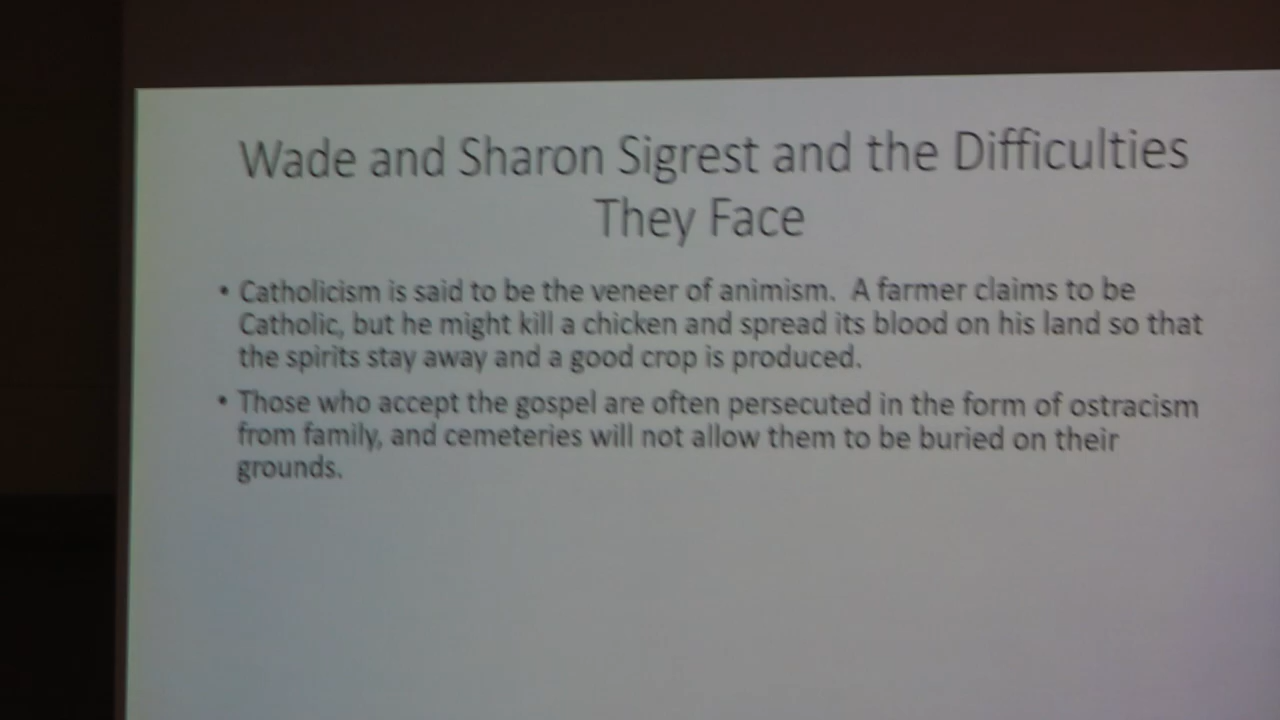 Wade and Sharon Sigrest and the Difficulties
They Face
• Catholicism is said to be the veneer of animism.  A farmer claims to be
Catholic, but he might kill a chicken and spread its blood on his land so that
the spirits stay away and a good crop is produced.
• Those who accept the gospel are often persecuted in the form of ostracism
from family, and cemeteries will not allow them to be buried on their
grounds.